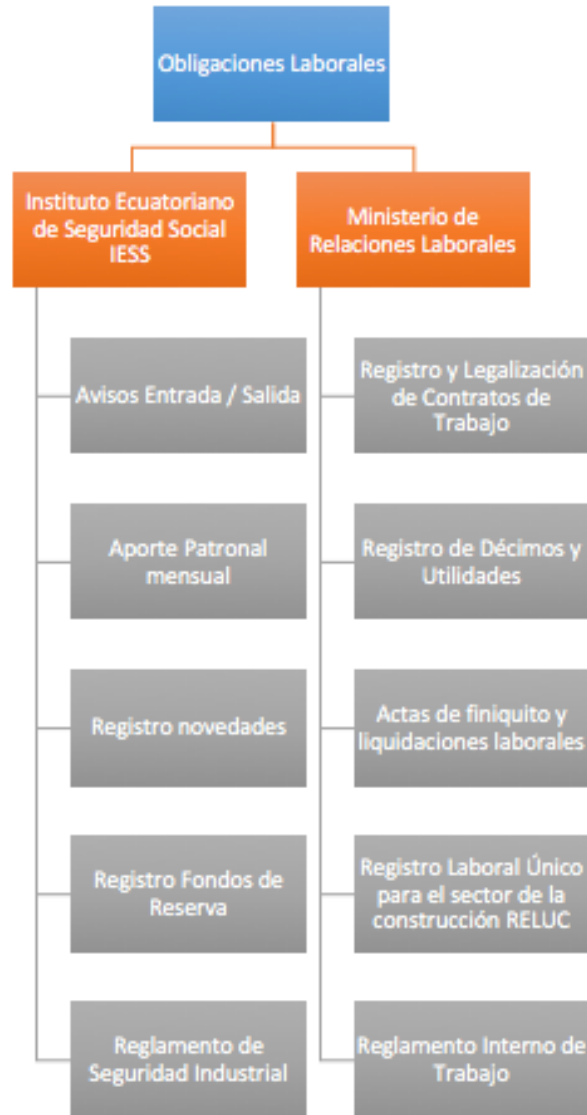 Obligaciones Laborales
Instituto Ecuatoriano
de Seguridad Social
IESS
Avisos Entrada / Salida
Aporte Patronal
mensual
Registro novedades
Registro Fondos de
Reserva
Reglamento de
Seguridad Industrial
Ministerio de
Relaciones Laborales
Registro y Legalización
de Contratos de
Trabajo
Registro de Décimos y
Utilidades
Actas de finiquito y
liquidaciones laborales
Registro Laboral Único
para el sector de la
construcción RELUC
Reglamento Interno de
Trabajo